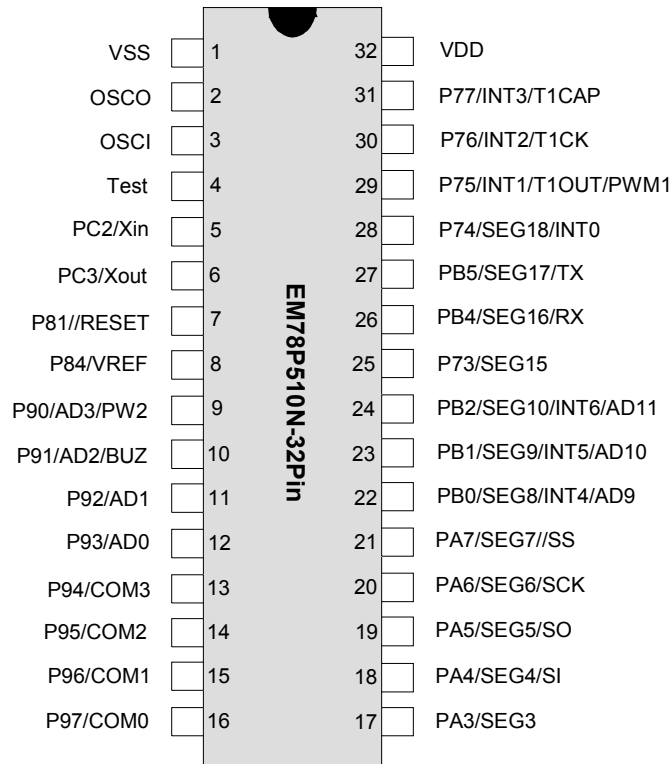 VSS 1 32 VDD
OSCO 2 31 P77/INT3/T1CAP
OSCI 3 30 P76/INT2/T1CK
Test 4 29 P75/INT1/T1OUT/PWM1
PC2/Xin 5 28 P74/SEG18/INT0
PC3/Xout 6 27 PB5/SEG17/TX
P81//RESET 7 26 PB4/SEG16/RX
P84/VREF 8 25 P73/SEG15
P90/AD3/PW2 9 24 PB2/SEG10/INT6/AD11
P91/AD2/BUZ 10 23 PB1/SEG9/INT5/AD10
P92/AD1 11 22 PB0/SEG8/INT4/AD9
P93/AD0 12 21 PA7/SEG7//SS
P94/COM3 13 20 PA6/SEG6/SCK
P95/COM2 14 19 PA5/SEG5/SO
P96/COM1 15 18 PA4/SEG4/SI
P97/COM0 16 17 PA3/SEG3
EM78P510N-32Pin